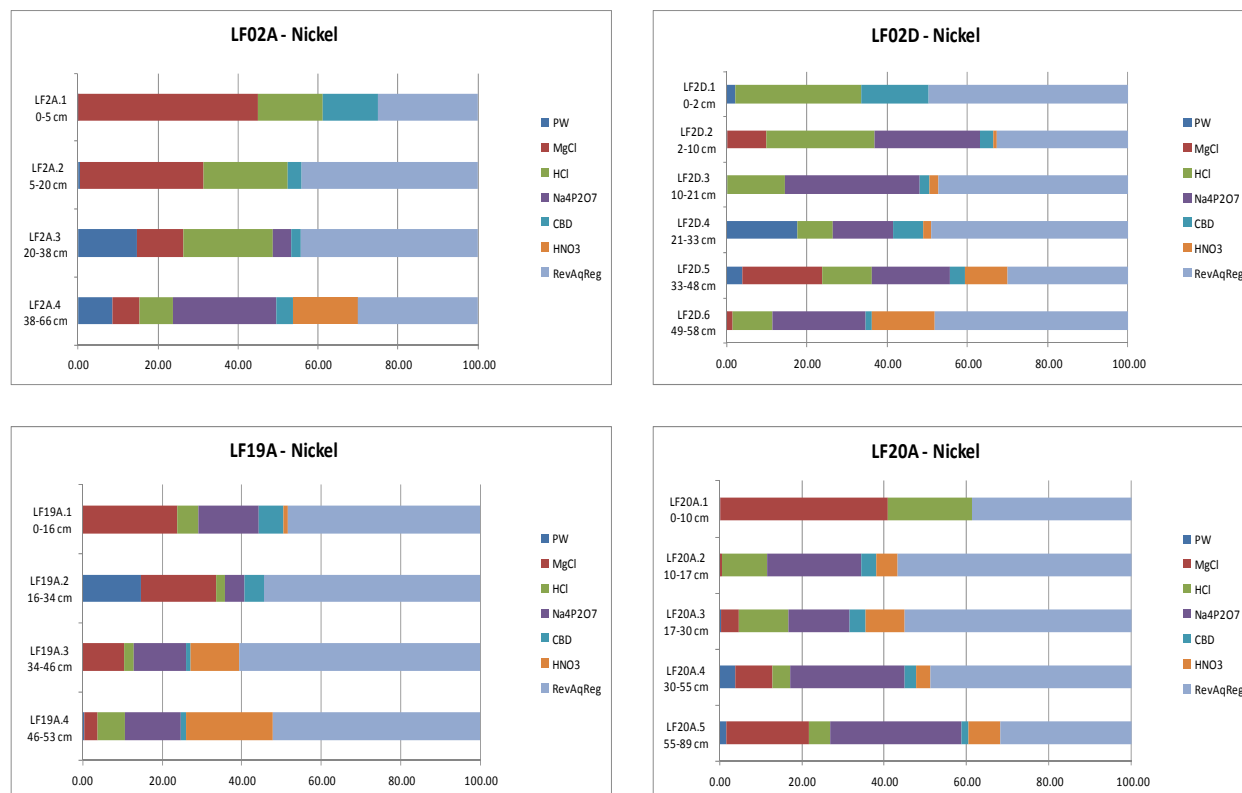 LF02A - Nickel
LF2A.1
0-5 cm
LF2A.2
5-20 cm
LF2A.3
20-38 cm
LF2A.4
38-66 cm
0.00 20.00 40.00 60.00 80.00 100.00
PW
MgCl
HCl
Na4P2O7
CBD
HNO3
RevAqReg
LF02D - Nickel
LF2D.1
0-2 cm
LF2D.2
2-10 cm
LF2D.3
10-21 cm
LF2D.4
21-33 cm
LF2D.5
33-48 cm
LF2D.6
49-58 cm
0.00 20.00 40.00 60.00 80.00 100.00
PW
MgCl
HCl
Na4P2O7
CBD
HNO3
RevAqReg
LF19A - Nickel
LF19A.1
0-16 cm
LF19A.2
16-34 cm
LF19A.3
34-46 cm
LF19A.4
46-53 cm
0.00 20.00 40.00 60.00 80.00 100.00
PW
MgCl
HCl
Na4P2O7
CBD
HNO3
RevAqReg
LF20A - Nickel
LF20A.1
0-10 cm
LF20A.2
10-17 cm
LF20A.3
17-30 cm
LF20A.4
30-55 cm
LF20A.5
55-89 cm
0.00 20.00 40.00 60.00 80.00 100.00
PW
MgCl
HCl
Na4P2O7
CBD
HNO3
RevAqReg